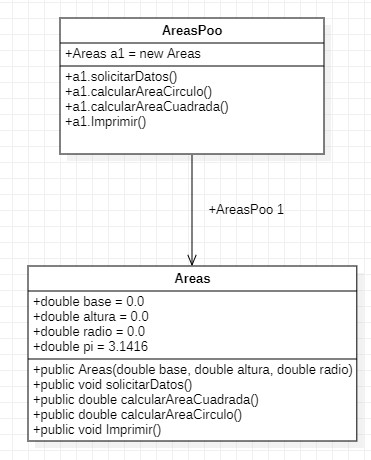 AreasPoo
+Areas a1 = new Areas
+a1.solicitarDatos()
+a1.calcularAreaCirculo()
+a1.calcularAreaCuadrada()
+a1.Imprimir()
+AreasPoo 1
Areas
+double base = 0.0
+double altura = 0.0
+double radio = 0.0
+double pi = 3.1416
+public Areas(double base, double altura, double radio)
+public void solicitarDatos()
+public double calcularAreaCuadrada()
+public double calcularAreaCirculo()
+public void Imprimir()